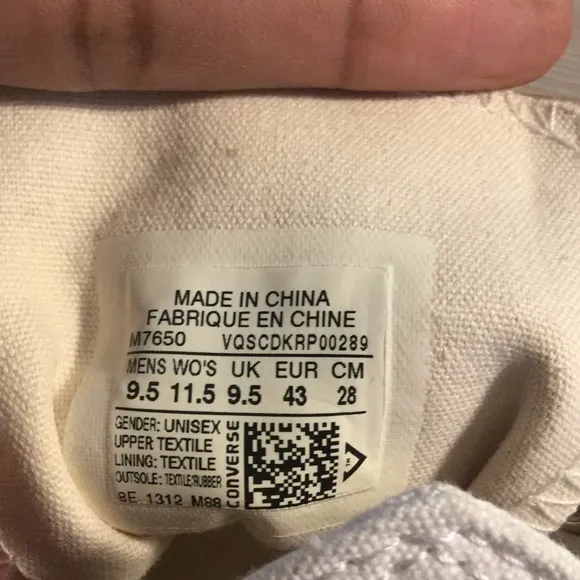 MADE IN CHINA
FABRIQUE EN CHINE
M7650 VQSCDKRP00289
MENS WO'S UK EUR CM
9.5 11.5 9.5 43 28
GENDER: UNISEX
UPPER: TEXTILE
LINING: TEXTILE
OUTSOLE: TEXTILE/RUBBER
BE 1312 M88
CONVERSE